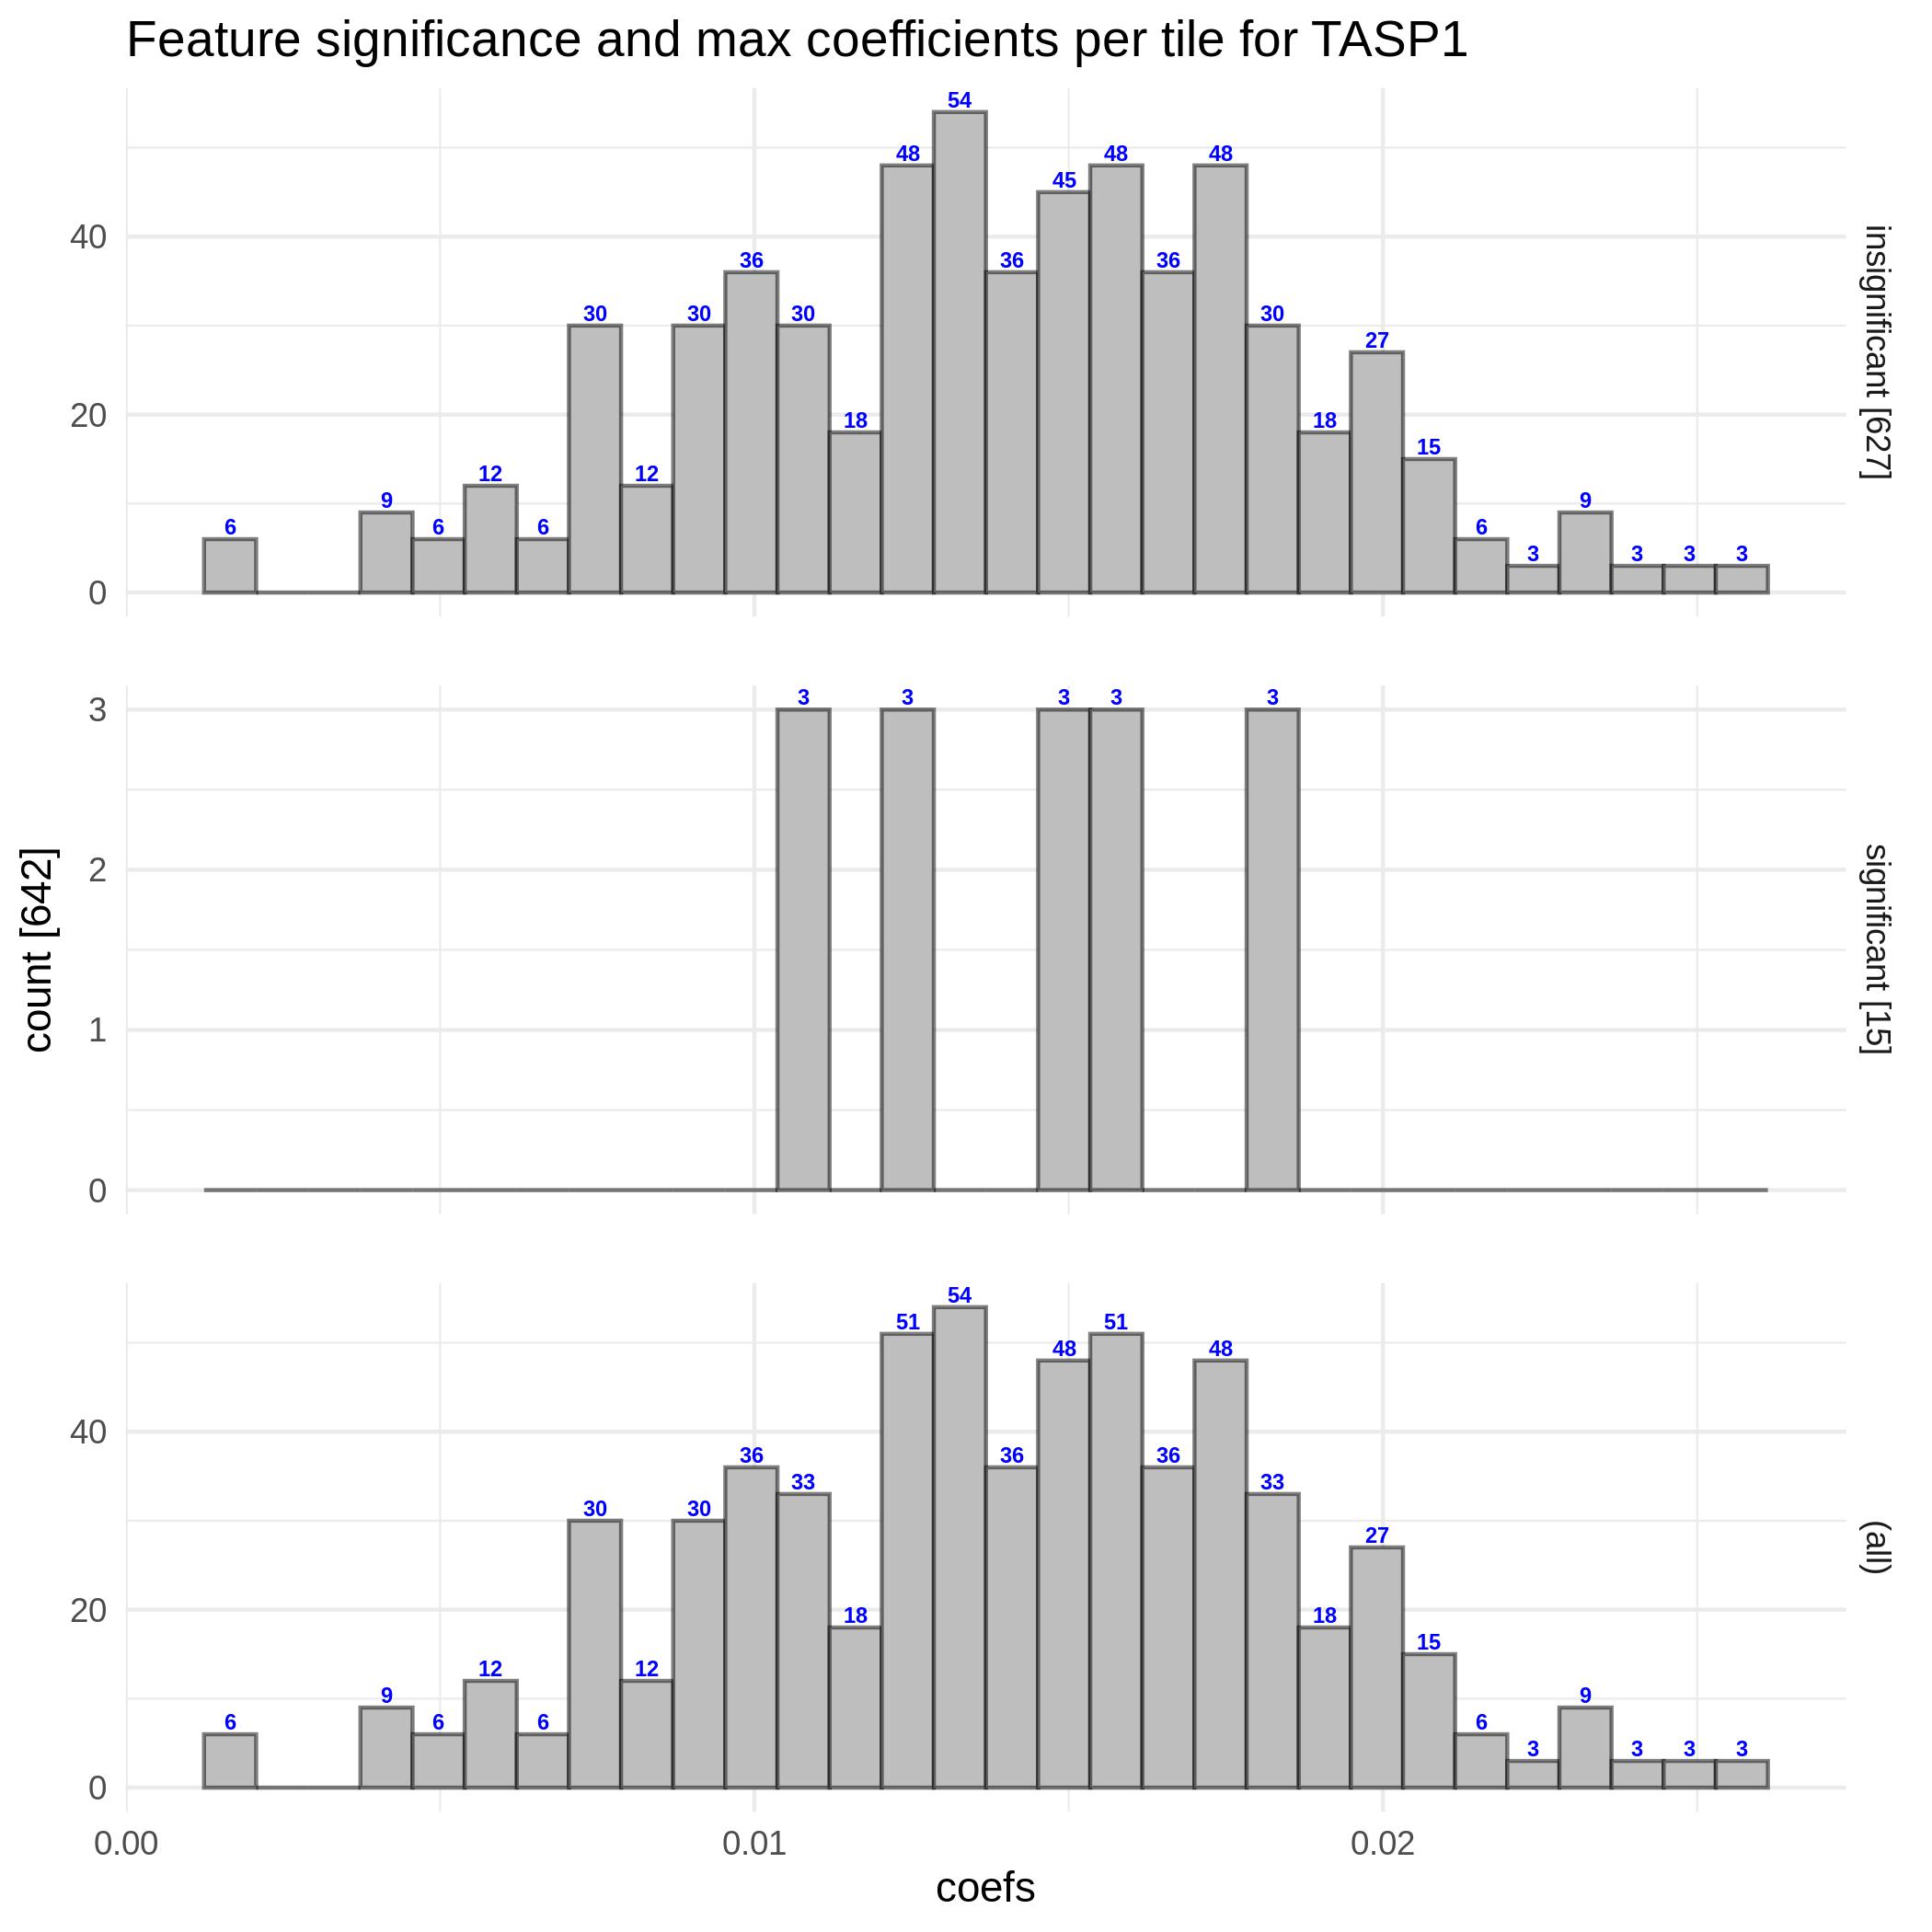 Feature significance and max coefficients per tile for TASP1
54
48 48 48
45
40
36 36 36
30 30 30 30
27
20
18 18
15
12 12
9 9
6 6 6 6
3 3 3 3
0
insignificant [627]
3
3 3 3 3 3
2
1
0
count [642]
significant [15]
54
51 51
48 48
40
36 36 36
33 33
30 30
27
20
18 18
15
12 12
9 9
6 6 6 6
3 3 3 3
0
(all)
0.00 0.01 0.02
coefs